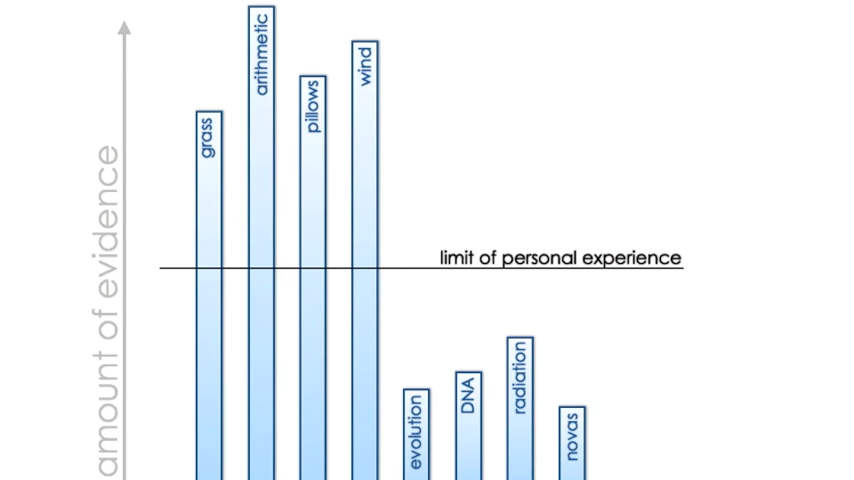 amount of evidence
grass
arithmetic
pillows
wind
limit of personal experience
evolution
DNA
radiation
novas